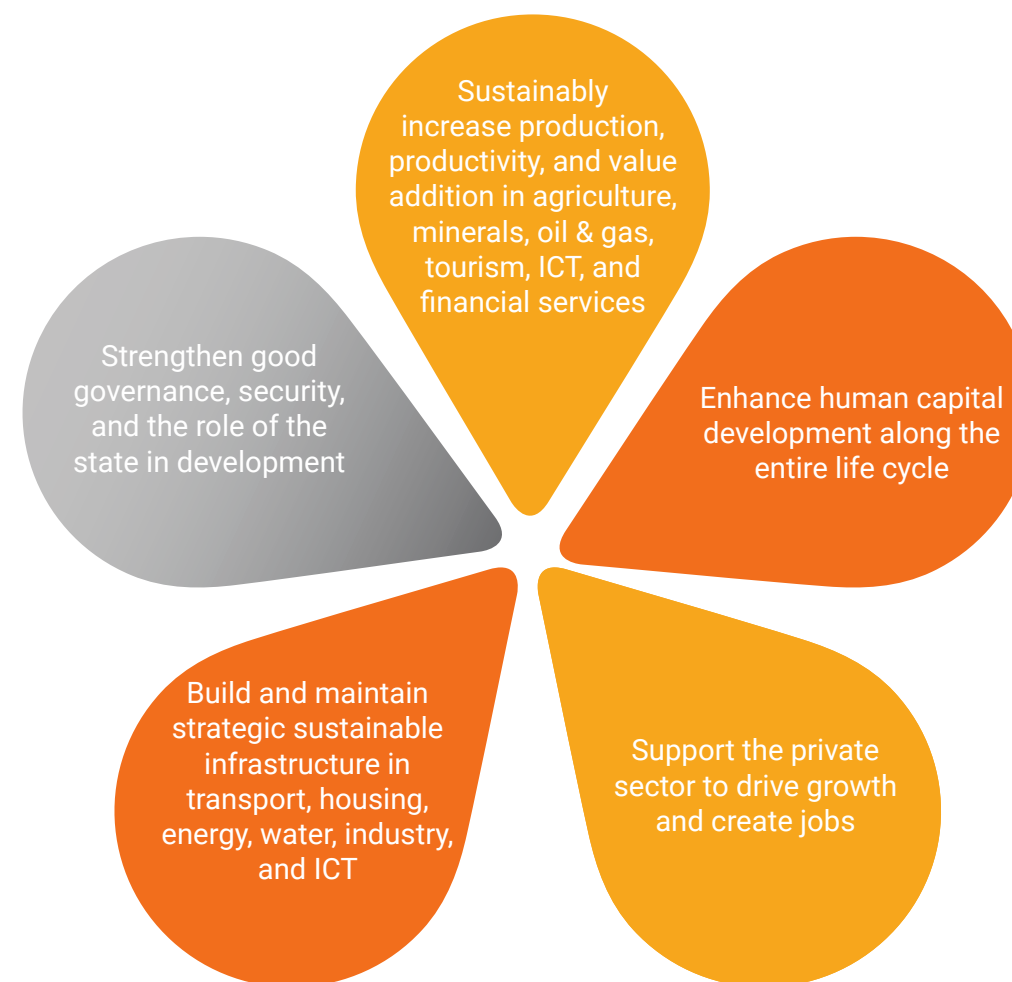 Sustainably
increase production,
productivity, and value
addition in agriculture,
minerals, oil & gas,
tourism, ICT, and
financial services
Enhance human capital
development along the
entire life cycle
Support the private
sector to drive growth
and create jobs
Build and maintain
strategic sustainable
infrastructure in
transport, housing,
energy, water, industry,
and ICT
Strengthen good
governance, security,
and the role of the
state in development